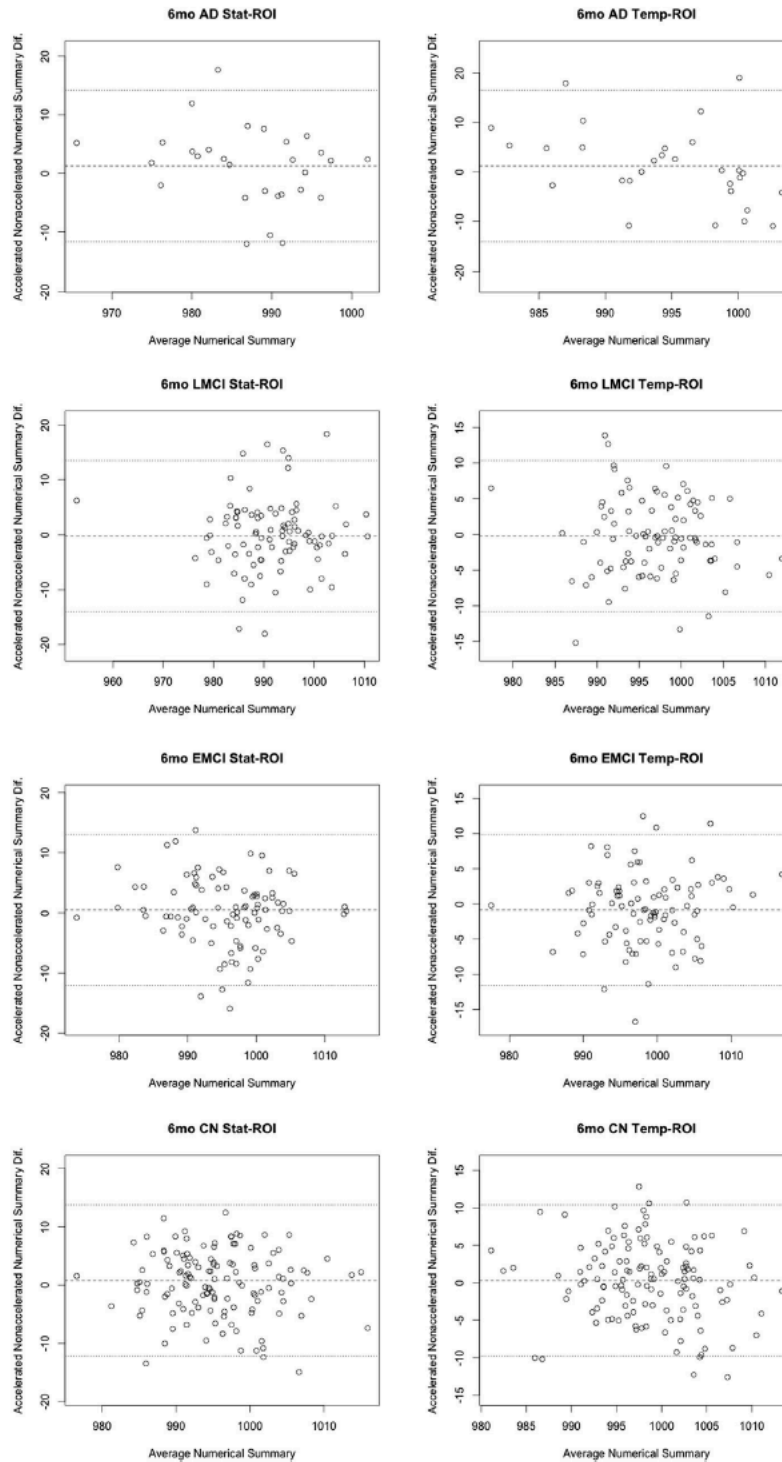 6mo AD Stat-ROI
Accelerated Nonaccelerated Numerical Summary Dif.
20
10
0
-10
-20
970 980 990 1000
Average Numerical Summary
6mo AD Temp-ROI
Accelerated Nonaccelerated Numerical Summary Dif.
20
10
0
-10
-20
985 990 995 1000
Average Numerical Summary
6mo LMCI Stat-ROI
Accelerated Nonaccelerated Numerical Summary Dif.
20
10
0
-10
-20
960 970 980 990 1000 1010
Average Numerical Summary
6mo LMCI Temp-ROI
Accelerated Nonaccelerated Numerical Summary Dif.
15
10
5
0
-5
-10
-15
980 985 990 995 1000 1005 1010
Average Numerical Summary
6mo EMCI Stat-ROI
Accelerated Nonaccelerated Numerical Summary Dif.
20
10
0
-10
-20
980 990 1000 1010
Average Numerical Summary
6mo EMCI Temp-ROI
Accelerated Nonaccelerated Numerical Summary Dif.
15
10
5
0
-5
-10
-15
980 990 1000 1010
Average Numerical Summary
6mo CN Stat-ROI
Accelerated Nonaccelerated Numerical Summary Dif.
20
10
0
-10
-20
980 990 1000 1010
Average Numerical Summary
6mo CN Temp-ROI
Accelerated Nonaccelerated Numerical Summary Dif.
15
10
5
0
-5
-10
-15
980 985 990 995 1000 1005 1010
Average Numerical Summary